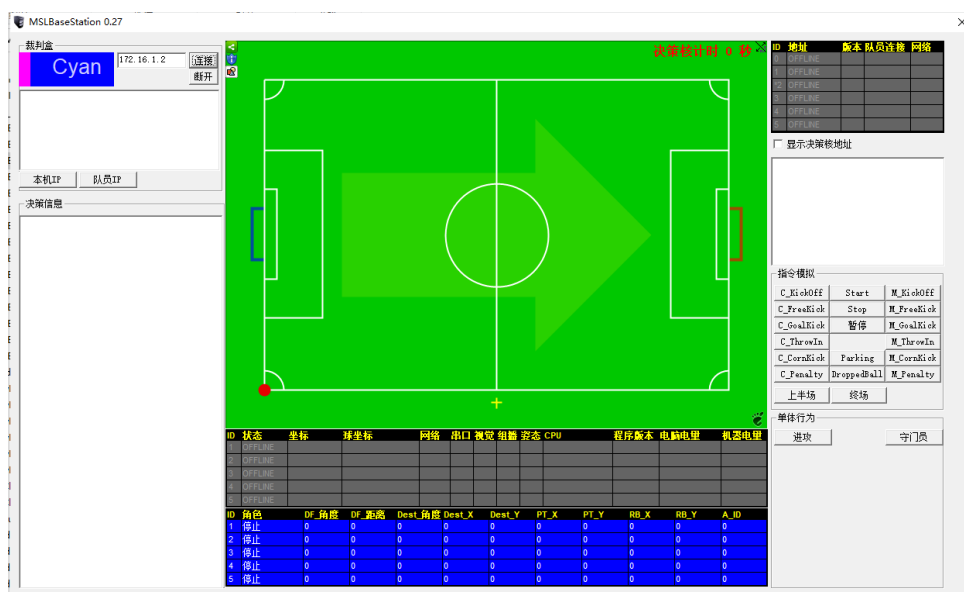 MSLBaseStation 0.27
裁判盒
Cyan
172.16.1.2
连接
断开
本机IP 队员IP
决策信息
决策核计时 0 秒
ID 地址 版本 队员连接 网络
0 OFFLINE
1 OFFLINE
*2 OFFLINE
3 OFFLINE
4 OFFLINE
5 OFFLINE
显示决策核地址
指令模拟
C_KickOff Start M_KickOff
C_FreeKick Stop M_FreeKick
C_GoalKick 暂停 M_GoalKick
C_ThrowIn M_ThrowIn
C_CornKick Parking M_CornKick
C_Penalty DroppedBall M_Penalty
上半场 终场
单体行为
进攻 守门员
ID 状态 坐标 球坐标 网络 串口 视觉 组播 姿态 CPU 程序版本 电脑电里 机器电里
1 OFFLINE
2 OFFLINE
3 OFFLINE
4 OFFLINE
5 OFFLINE
ID 角色 DF_角度 DF_距离 Dest_角度 Dest_X Dest_Y PT_X PT_Y RB_X RB_Y A_ID
1 停止 0 0 0 0 0 0 0 0 0 0
2 停止 0 0 0 0 0 0 0 0 0 0
3 停止 0 0 0 0 0 0 0 0 0 0
4 停止 0 0 0 0 0 0 0 0 0 0
5 停止 0 0 0 0 0 0 0 0 0 0